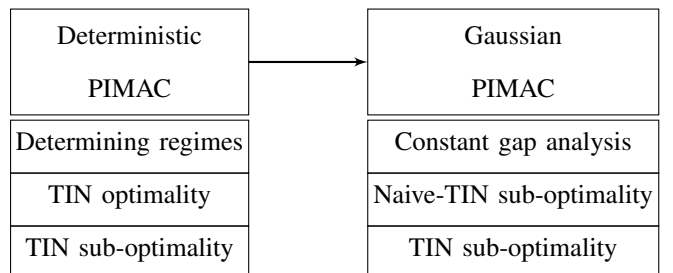 Deterministic
PIMAC
Gaussian
PIMAC
Determining regimes
TIN optimality
TIN sub-optimality
Constant gap analysis
Naive-TIN sub-optimality
TIN sub-optimality